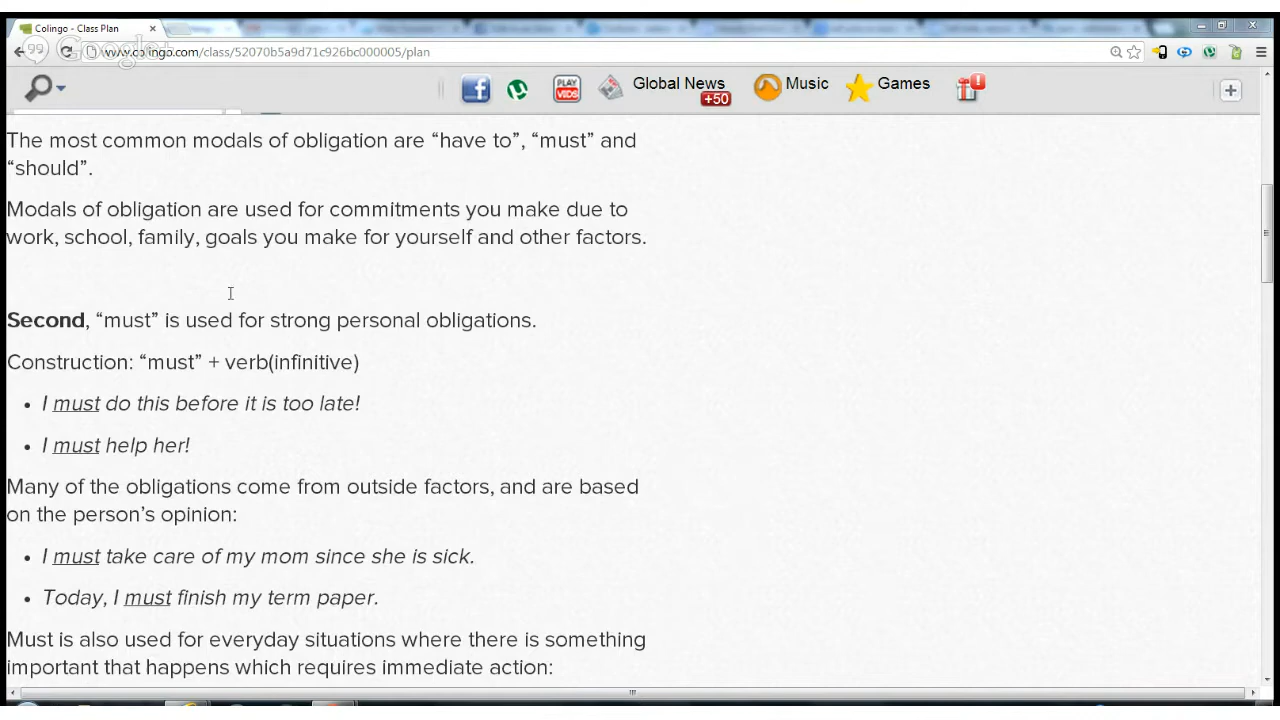 Colingo - Class Plan
www.colingo.com/class/52070b5a9d71c926bc000005/plan
PLAY VIDS
Global News
+50
Music
Games
The most common modals of obligation are “have to”, “must” and
“should”.
Modals of obligation are used for commitments you make due to
work, school, family, goals you make for yourself and other factors.
Second, “must” is used for strong personal obligations.
Construction: “must” + verb(infinitive)
• I must do this before it is too late!
• I must help her!
Many of the obligations come from outside factors, and are based
on the person’s opinion:
• I must take care of my mom since she is sick.
• Today, I must finish my term paper.
Must is also used for everyday situations where there is something
important that happens which requires immediate action: